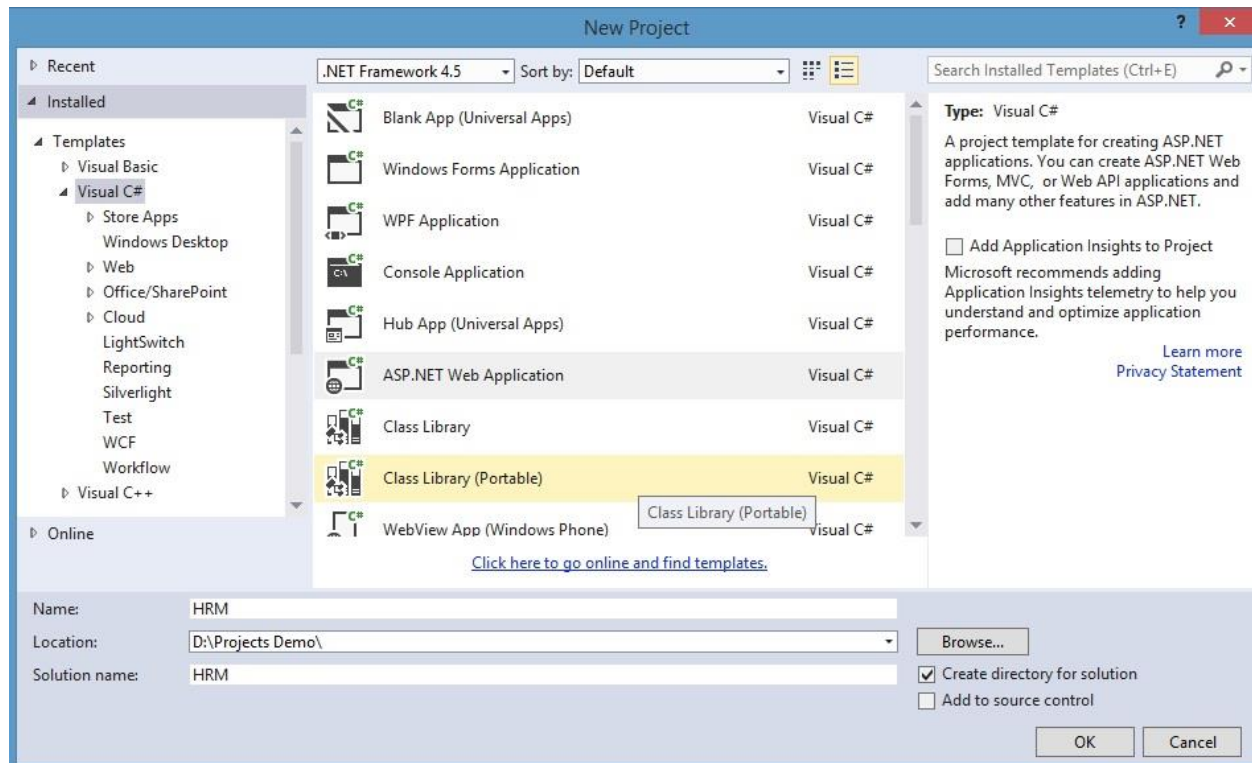 New Project
?
Recent
Installed
Templates
Visual Basic
Visual C#
Store Apps
Windows Desktop
Web
Office/SharePoint
Cloud
LightSwitch
Reporting
Silverlight
Test
WCF
Workflow
Visual C++
Online
.NET Framework 4.5
Sort by: Default
C# Blank App (Universal Apps) Visual C#
C# Windows Forms Application Visual C#
C# WPF Application Visual C#
C# Console Application Visual C#
C# Hub App (Universal Apps) Visual C#
C# ASP.NET Web Application Visual C#
C# Class Library Visual C#
C# Class Library (Portable) Visual C#
Class Library (Portable)
C# WebView App (Windows Phone) Visual C#
Click here to go online and find templates.
Search Installed Templates (Ctrl+E)
Type: Visual C#
A project template for creating ASP.NET
applications. You can create ASP.NET Web
Forms, MVC, or Web API applications and
add many other features in ASP.NET.
Add Application Insights to Project
Microsoft recommends adding
Application Insights telemetry to help you
understand and optimize application
performance.
Learn more
Privacy Statement
Name: HRM
Location: D:\Projects Demo\
Solution name: HRM
Browse...
Create directory for solution
Add to source control
OK
Cancel